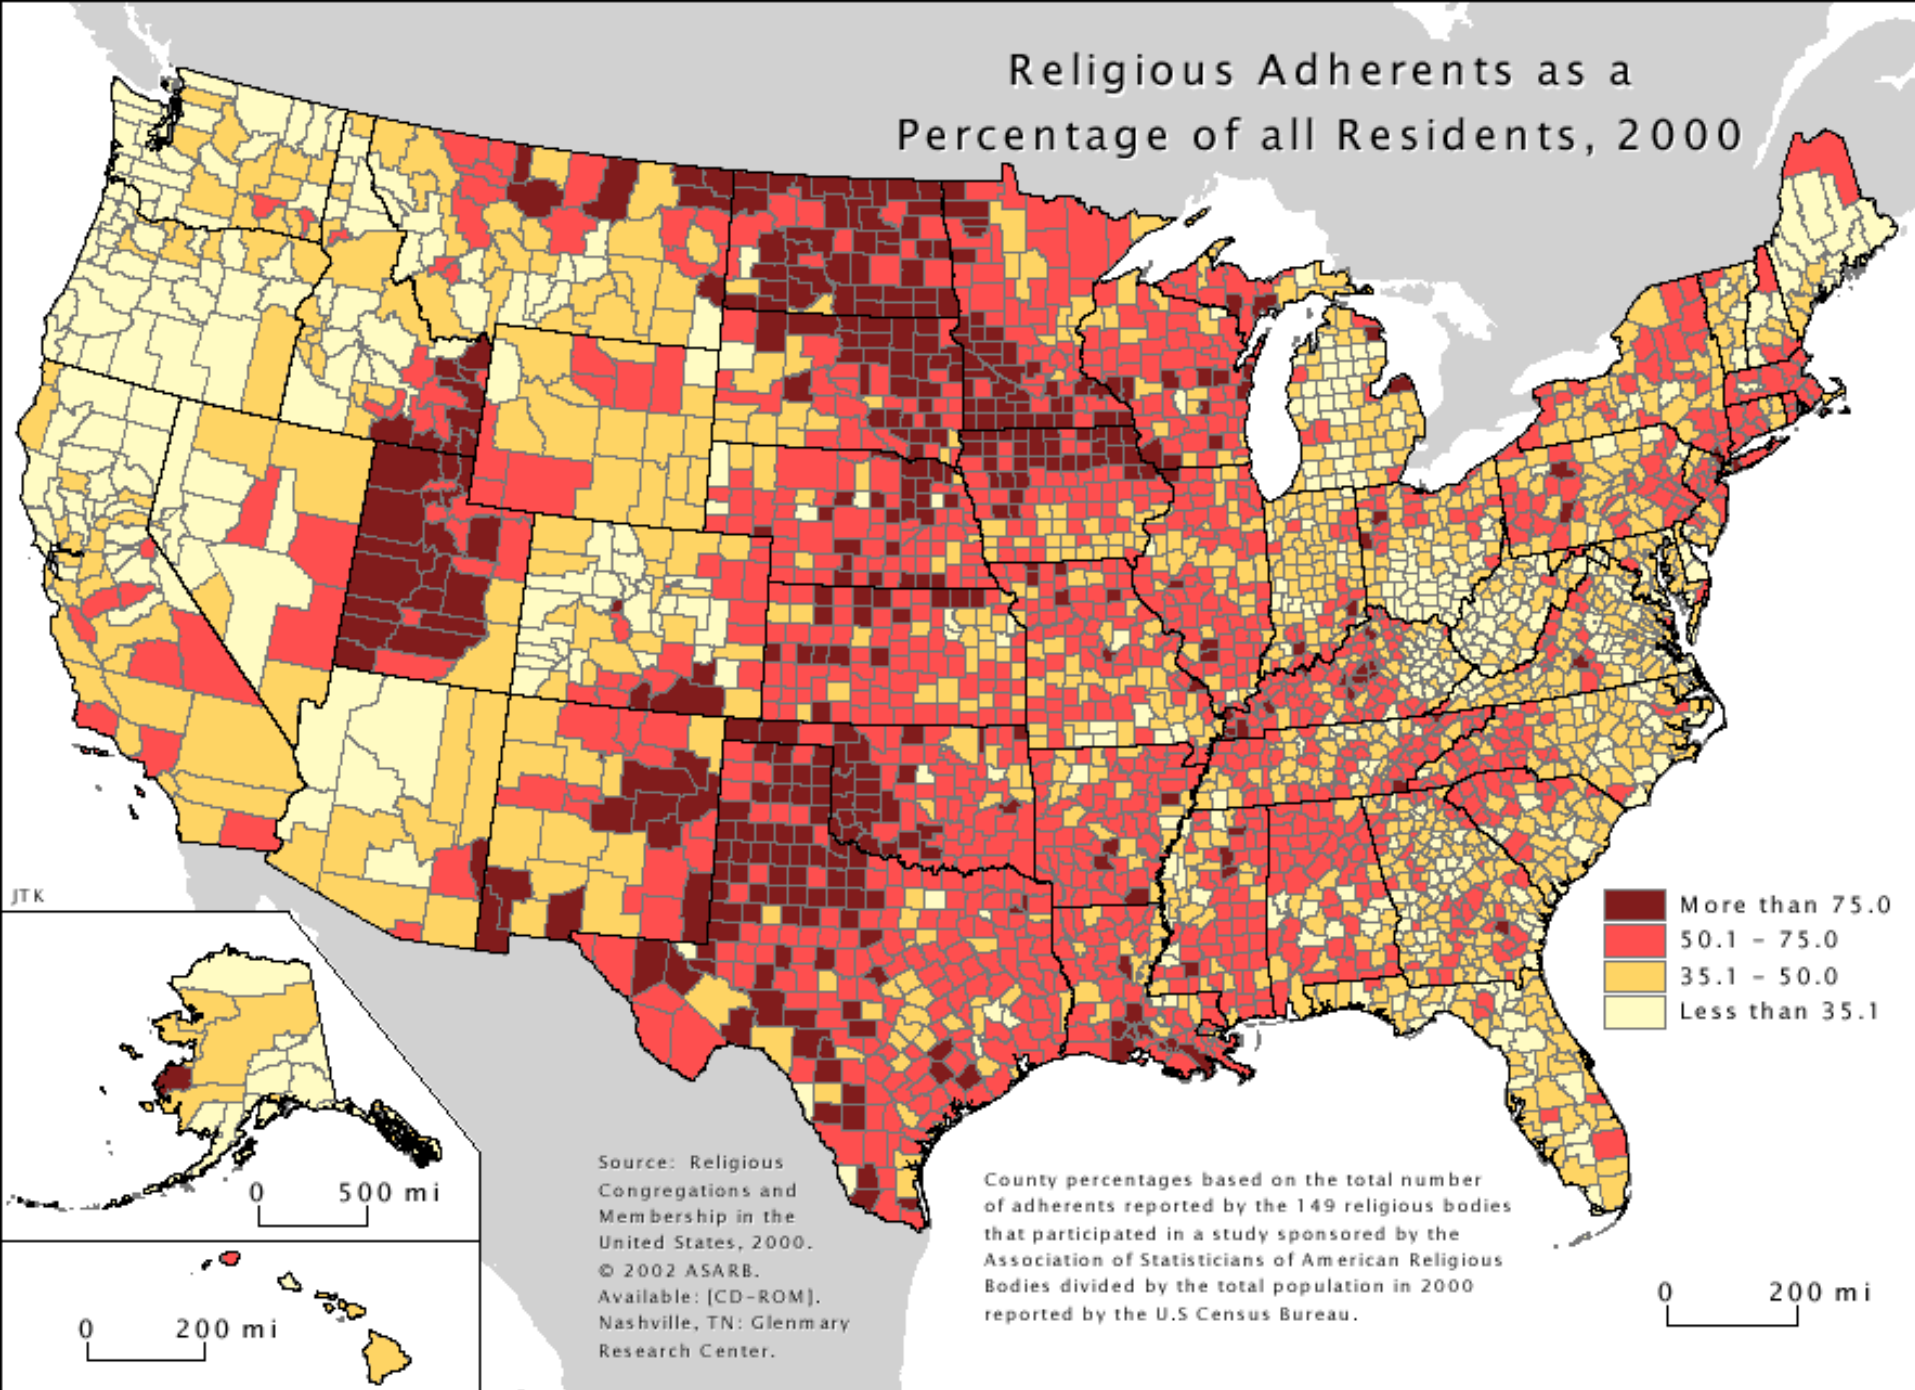 Religious Adherents as a
Percentage of all Residents, 2000
JTK
More than 75.0
50.1 – 75.0
35.1 – 50.0
Less than 35.1
0 500 mi
0 200 mi
Source: Religious
Congregations and
Membership in the
United States, 2000.
© 2002 ASARB.
Available: [CD–ROM].
Nashville, TN: Glenmary
Research Center.
County percentages based on the total number
of adherents reported by the 149 religious bodies
that participated in a study sponsored by the
Association of Statisticians of American Religious
Bodies divided by the total population in 2000
reported by the U.S Census Bureau.
0 200 mi